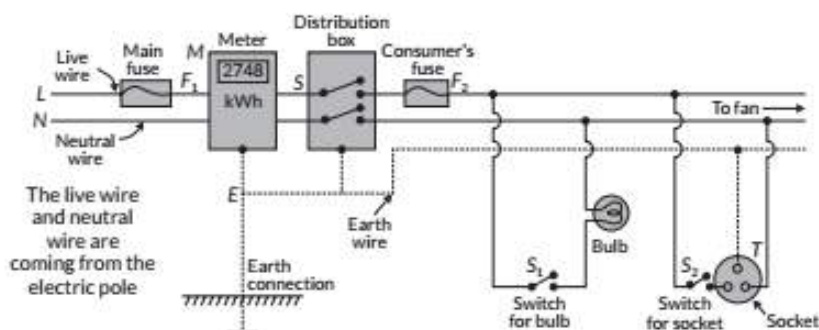 Distribution
box
Meter
M
Main
fuse
Live
wire
Consumer's
fuse
2748
F1
S
F2
L
kWh
N
To fan
Neutral
wire
The live wire
and neutral
wire are
coming from the
electric pole
E
Earth
wire
Bulb
T
Earth
connection
S1
S2
Switch
for bulb
Switch
for socket
Socket